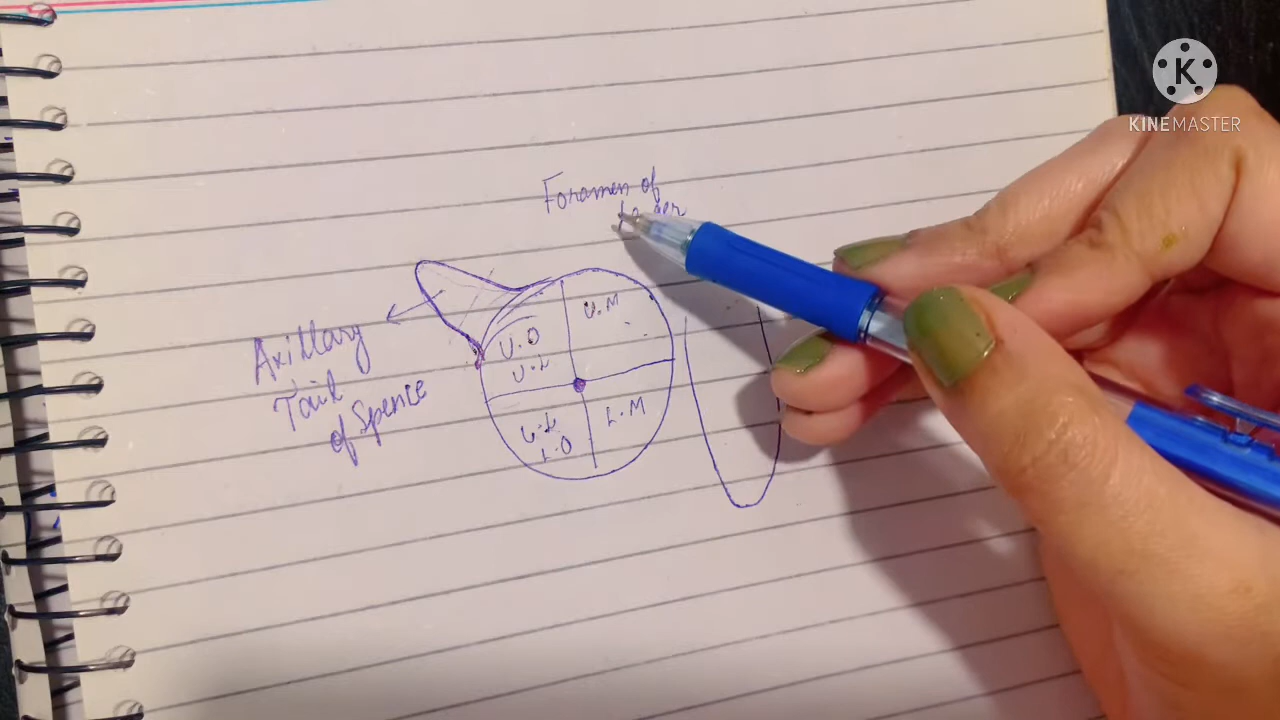 KINEMASTER
Foramen of
Axillary
Tail
of Spence
U.O
U.L
U.M
L.L
L.O
L.M